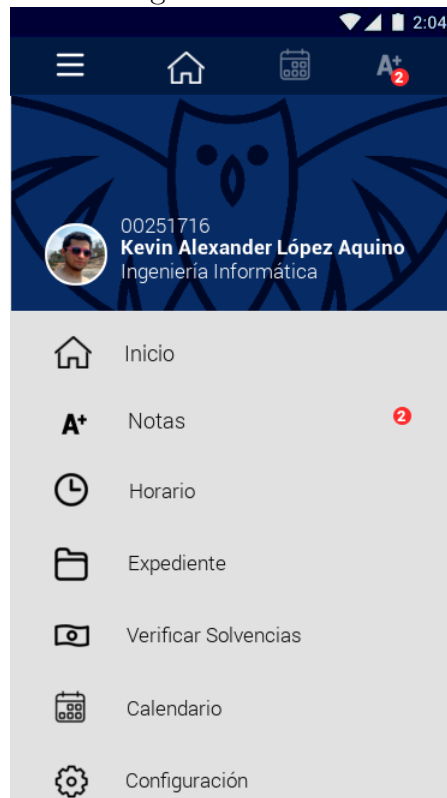 2:04
A+
2
00251716
Kevin Alexander López Aquino
Ingeniería Informática
Inicio
A+ Notas 2
Horario
Expediente
Verificar Solvencias
Calendario
Configuración